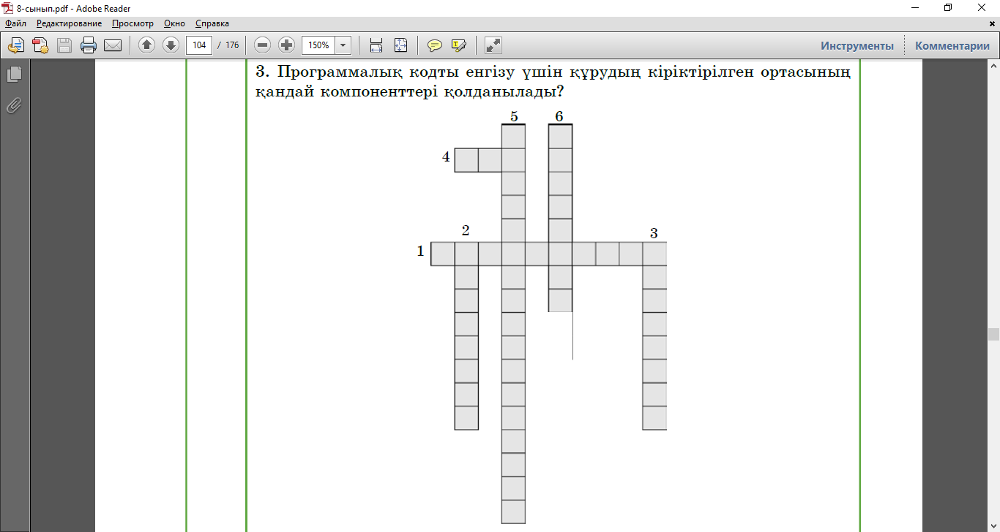 8-сынып.pdf - Adobe Reader
Файл Редактирование Просмотр Окно Справка
104 / 176 150% Инструменты Комментарии
3. Программалық кодты енгізу үшін құрудың кіріктірілген ортасының
қандай компоненттері қолданылады?
5 6
4
2 3
1